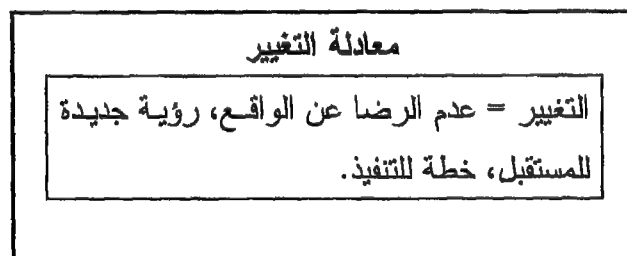 معادلة التغيير
التغيير = عدم الرضا عن الواقع، رؤية جديدة
للمستقبل، خطة للتنفيذ.